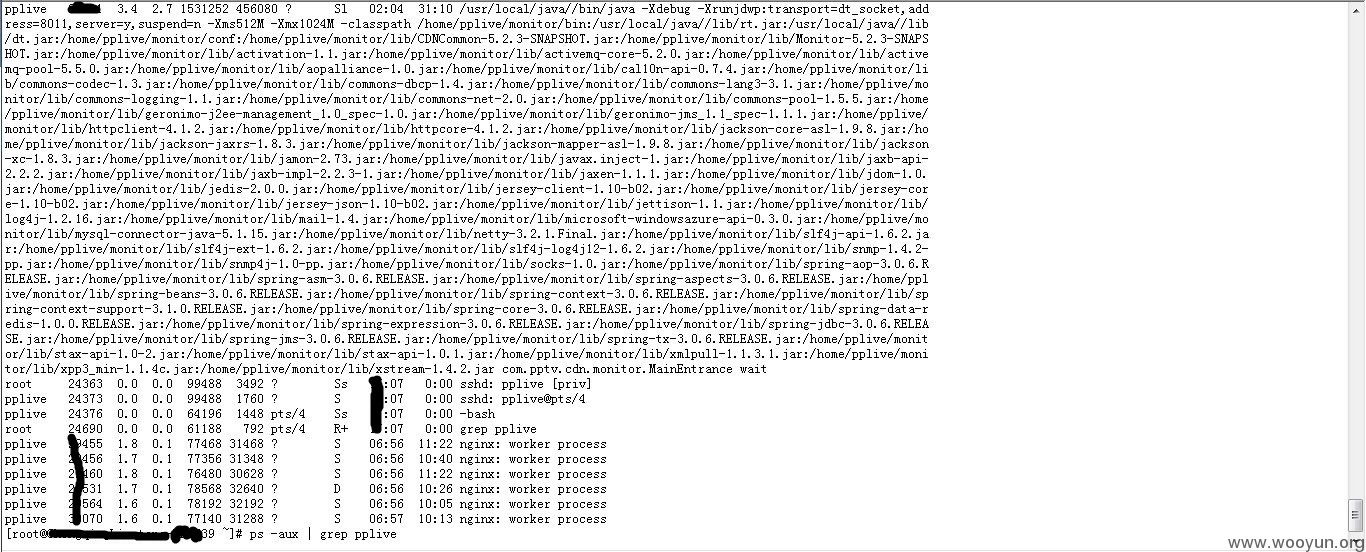 pplive 3.4 2.7 1531252 456080 ? Sl 02:04 31:10 /usr/local/java//bin/java -Xdebug -Xrunjdwp:transport=dt_socket,add
ress=8011,server=y,suspend=n -Xms512M -Xmx1024M -classpath /home/pplive/monitor/bin:/usr/local/java//lib/rt.jar:/usr/local/java//lib
/dt.jar:/home/pplive/monitor/conf:/home/pplive/monitor/lib/CDNCommon-5.2.3-SNAPSHOT.jar:/home/pplive/monitor/lib/Monitor-5.2.3-SNAPS
HOT.jar:/home/pplive/monitor/lib/activation-1.1.jar:/home/pplive/monitor/lib/activemq-core-5.2.0.jar:/home/pplive/monitor/lib/active
mq-pool-5.5.0.jar:/home/pplive/monitor/lib/aopalliance-1.0.jar:/home/pplive/monitor/lib/cal10n-api-0.7.4.jar:/home/pplive/monitor/li
b/commons-codec-1.3.jar:/home/pplive/monitor/lib/commons-dbcp-1.4.jar:/home/pplive/monitor/lib/commons-lang3-3.1.jar:/home/pplive/mo
nitor/lib/commons-logging-1.1.jar:/home/pplive/monitor/lib/commons-net-2.0.jar:/home/pplive/monitor/lib/commons-pool-1.5.5.jar:/home
/pplive/monitor/lib/geronimo-j2ee-management_1.0_spec-1.0.jar:/home/pplive/monitor/lib/geronimo-jms_1.1_spec-1.1.1.jar:/home/pplive/
monitor/lib/httpclient-4.1.2.jar:/home/pplive/monitor/lib/httpcore-4.1.2.jar:/home/pplive/monitor/lib/jackson-core-asl-1.9.8.jar:/ho
me/pplive/monitor/lib/jackson-jaxrs-1.8.3.jar:/home/pplive/monitor/lib/jackson-mapper-asl-1.9.8.jar:/home/pplive/monitor/lib/jackson
-xc-1.8.3.jar:/home/pplive/monitor/lib/jamon-2.73.jar:/home/pplive/monitor/lib/javax.inject-1.jar:/home/pplive/monitor/lib/jaxb-api-
2.2.2.jar:/home/pplive/monitor/lib/jaxb-impl-2.2.3-1.jar:/home/pplive/monitor/lib/jaxen-1.1.1.jar:/home/pplive/monitor/lib/jdom-1.0.
jar:/home/pplive/monitor/lib/jedis-2.0.0.jar:/home/pplive/monitor/lib/jersey-client-1.10-b02.jar:/home/pplive/monitor/lib/jersey-cor
e-1.10-b02.jar:/home/pplive/monitor/lib/jersey-json-1.10-b02.jar:/home/pplive/monitor/lib/jettison-1.1.jar:/home/pplive/monitor/lib/
log4j-1.2.16.jar:/home/pplive/monitor/lib/mail-1.4.jar:/home/pplive/monitor/lib/microsoft-windowsazure-api-0.3.0.jar:/home/pplive/mo
nitor/lib/mysql-connector-java-5.1.15.jar:/home/pplive/monitor/lib/netty-3.2.1.Final.jar:/home/pplive/monitor/lib/slf4j-api-1.6.2.ja
r:/home/pplive/monitor/lib/slf4j-ext-1.6.2.jar:/home/pplive/monitor/lib/slf4j-log4j12-1.6.2.jar:/home/pplive/monitor/lib/snmp-1.4.2-
pp.jar:/home/pplive/monitor/lib/snmp4j-1.0-pp.jar:/home/pplive/monitor/lib/socks-1.0.jar:/home/pplive/monitor/lib/spring-aop-3.0.6.R
ELEASE.jar:/home/pplive/monitor/lib/spring-asm-3.0.6.RELEASE.jar:/home/pplive/monitor/lib/spring-aspects-3.0.6.RELEASE.jar:/home/ppl
ive/monitor/lib/spring-beans-3.0.6.RELEASE.jar:/home/pplive/monitor/lib/spring-context-3.0.6.RELEASE.jar:/home/pplive/monitor/lib/sp
ring-context-support-3.1.0.RELEASE.jar:/home/pplive/monitor/lib/spring-core-3.0.6.RELEASE.jar:/home/pplive/monitor/lib/spring-data-r
edis-1.0.0.RELEASE.jar:/home/pplive/monitor/lib/spring-expression-3.0.6.RELEASE.jar:/home/pplive/monitor/lib/spring-jdbc-3.0.6.RELEA
SE.jar:/home/pplive/monitor/lib/spring-jms-3.0.6.RELEASE.jar:/home/pplive/monitor/lib/spring-tx-3.0.6.RELEASE.jar:/home/pplive/monit
or/lib/stax-api-1.0-2.jar:/home/pplive/monitor/lib/stax-api-1.0.1.jar:/home/pplive/monitor/lib/xmlpull-1.1.3.1.jar:/home/pplive/moni
tor/lib/xpp3_min-1.1.4c.jar:/home/pplive/monitor/lib/xstream-1.4.2.jar com.pptv.cdn.monitor.MainEntrance wait
root 24363 0.0 0.0 99488 3492 ? Ss :07 0:00 sshd: pplive [priv]
pplive 24373 0.0 0.0 99488 1760 ? S :07 0:00 sshd: pplive@pts/4
pplive 24376 0.0 0.0 64196 1448 pts/4 Ss :07 0:00 -bash
root 24690 0.0 0.0 61188 792 pts/4 R+ :07 0:00 grep pplive
pplive 455 1.8 0.1 77468 31468 ? S 06:56 11:22 nginx: worker process
pplive 456 1.7 0.1 77356 31348 ? S 06:56 10:40 nginx: worker process
pplive 460 1.8 0.1 76480 30628 ? S 06:56 11:22 nginx: worker process
pplive 531 1.7 0.1 78568 32640 ? D 06:56 10:26 nginx: worker process
pplive 564 1.6 0.1 78192 32192 ? S 06:56 10:05 nginx: worker process
pplive 070 1.6 0.1 77140 31288 ? S 06:57 10:13 nginx: worker process
[root@ 39 ~]# ps -aux | grep pplive
www.wooyun.org